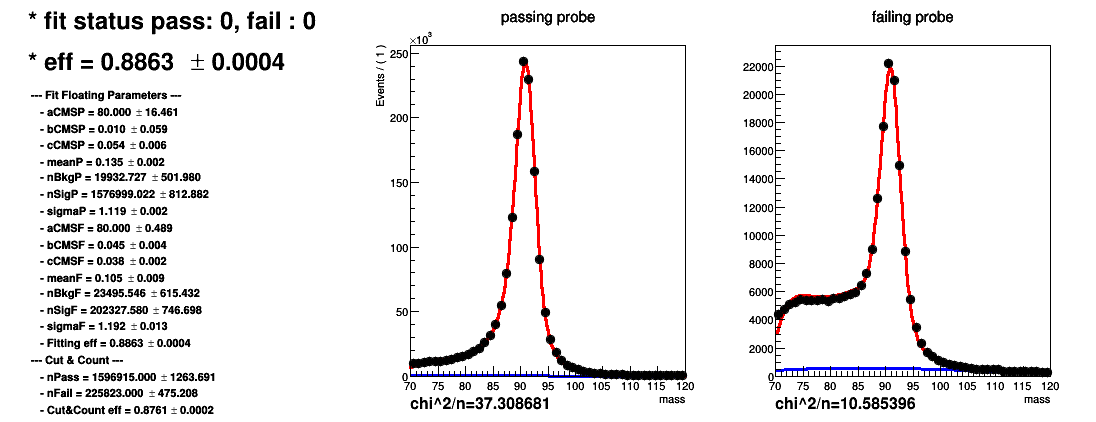 * fit status pass: 0, fail : 0
* eff = 0.8863 ± 0.0004
--- Fit Floating Parameters ---
- aCMSP = 80.000 ± 16.461
- bCMSP = 0.010 ± 0.059
- cCMSP = 0.054 ± 0.006
- meanP = 0.135 ± 0.002
- nBkgP = 19932.727 ± 501.980
- nSigP = 1576999.022 ± 812.882
- sigmaP = 1.119 ± 0.002
- aCMSF = 80.000 ± 0.489
- bCMSF = 0.045 ± 0.004
- cCMSF = 0.038 ± 0.002
- meanF = 0.105 ± 0.009
- nBkgF = 23495.546 ± 615.432
- nSigF = 202327.580 ± 746.698
- sigmaF = 1.192 ± 0.013
- Fitting eff = 0.8863 ± 0.0004
--- Cut & Count ---
- nPass = 1596915.000 ± 1263.691
- nFail = 225823.000 ± 475.208
- Cut&Count eff = 0.8761 ± 0.0002
passing probe
×10³
Events / ( 1 )
250
200
150
100
50
0
70 75 80 85 90 95 100 105 110 115 120
mass
chi^2/n=37.308681
failing probe
22000
20000
18000
16000
14000
12000
10000
8000
6000
4000
2000
0
70 75 80 85 90 95 100 105 110 115 120
mass
chi^2/n=10.585396